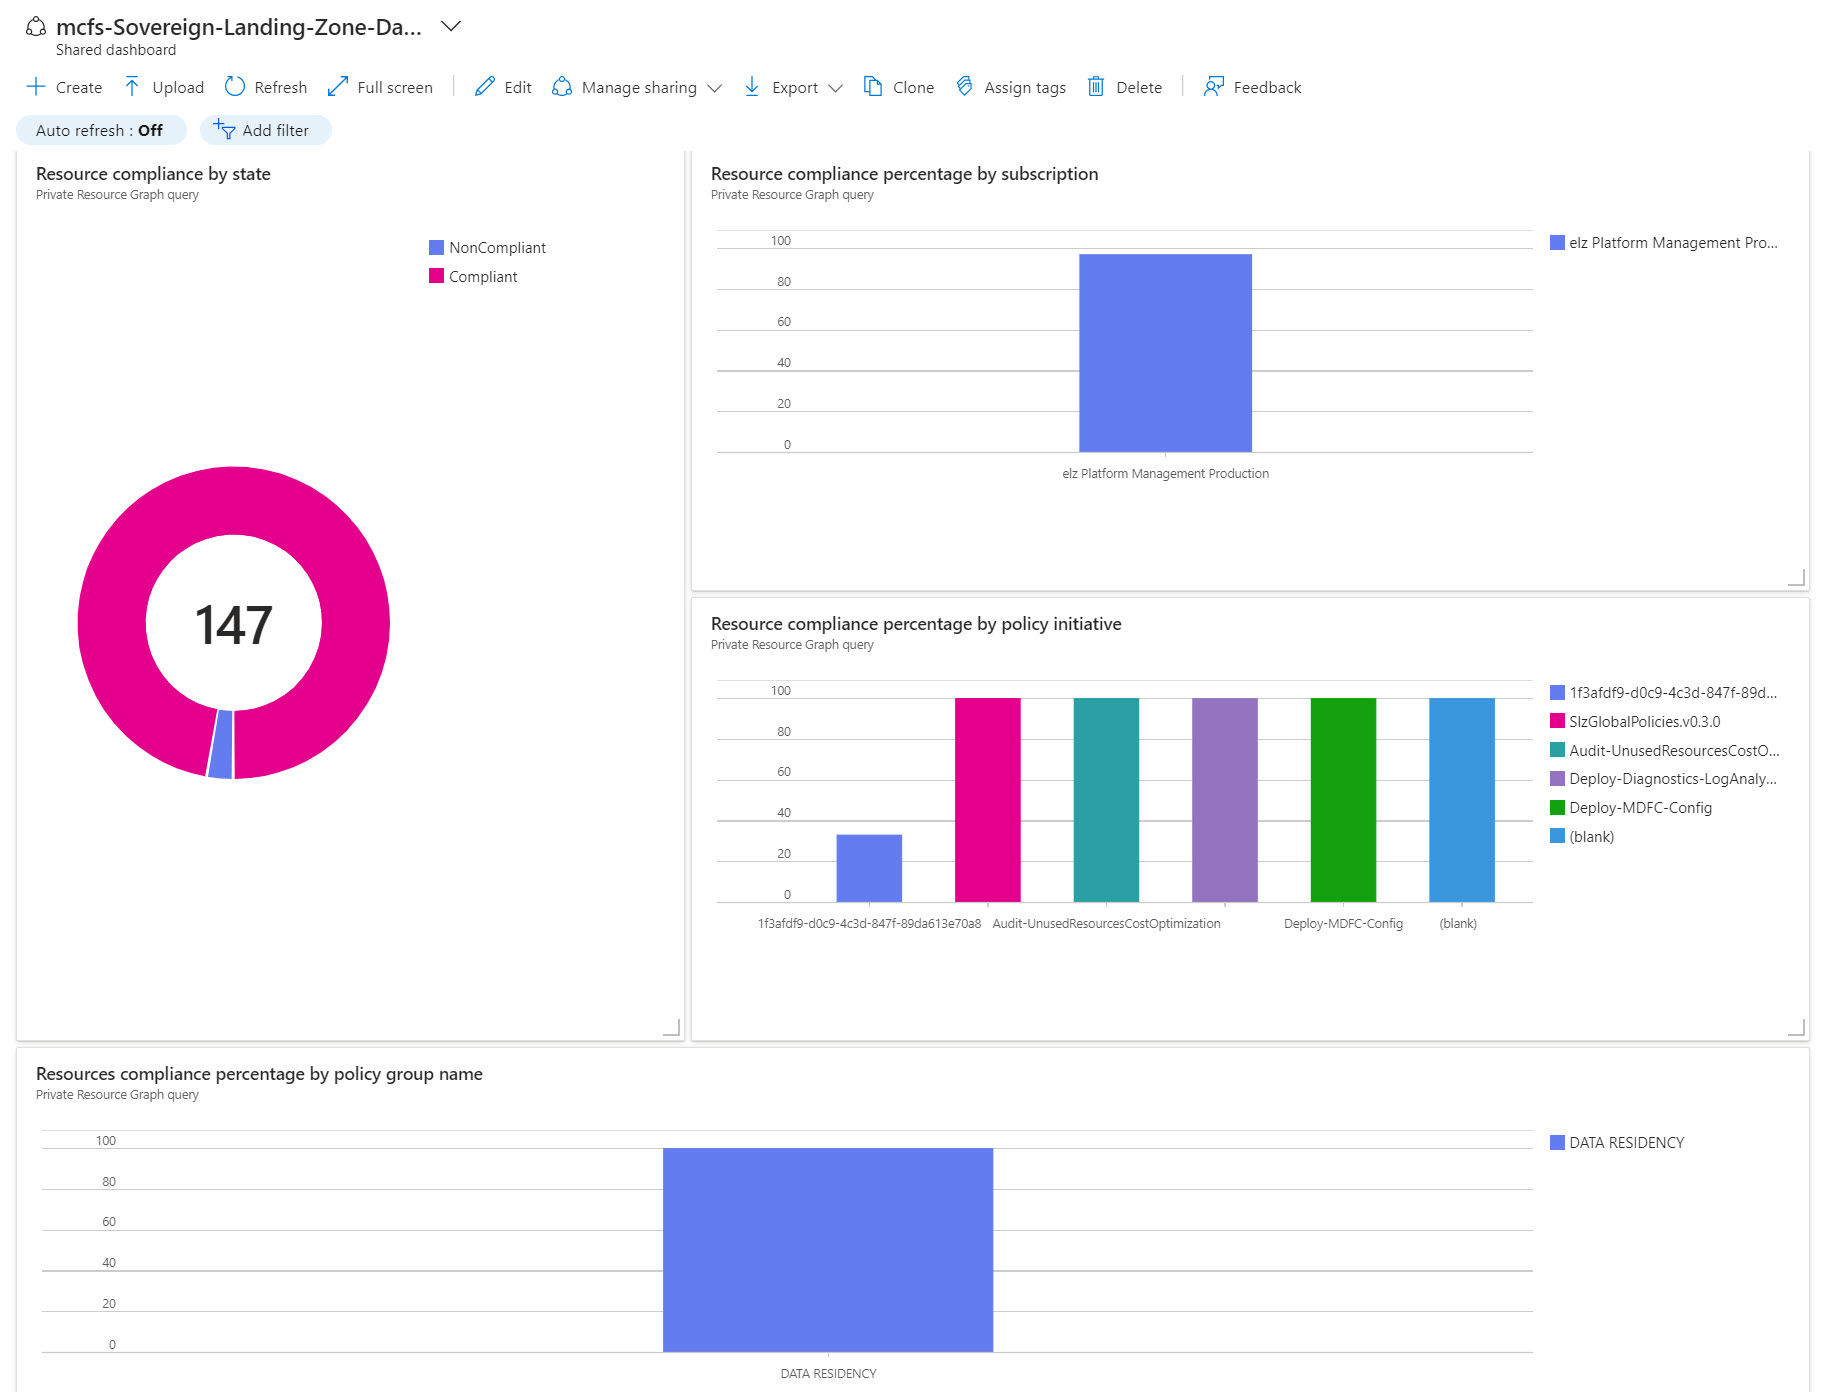 mcfs-Sovereign-Landing-Zone-Da...
Shared dashboard
Create Upload Refresh Full screen Edit Manage sharing Export Clone Assign tags Delete Feedback
Auto refresh : Off Add filter
Resource compliance by state
Private Resource Graph query
NonCompliant
Compliant
147
Resource compliance percentage by subscription
Private Resource Graph query
100
80
60
40
20
0
elz Platform Management Production
elz Platform Management Pro...
Resource compliance percentage by policy initiative
Private Resource Graph query
100
80
60
40
20
0
1f3afdf9-d0c9-4c3d-847f-89da613e70a8 Audit-UnusedResourcesCostOptimization Deploy-MDFC-Config (blank)
1f3afdf9-d0c9-4c3d-847f-89d...
SlzGlobalPolicies.v0.3.0
Audit-UnusedResourcesCostO...
Deploy-Diagnostics-LogAnaly...
Deploy-MDFC-Config
(blank)
Resources compliance percentage by policy group name
Private Resource Graph query
100
80
60
40
20
0
DATA RESIDENCY
DATA RESIDENCY